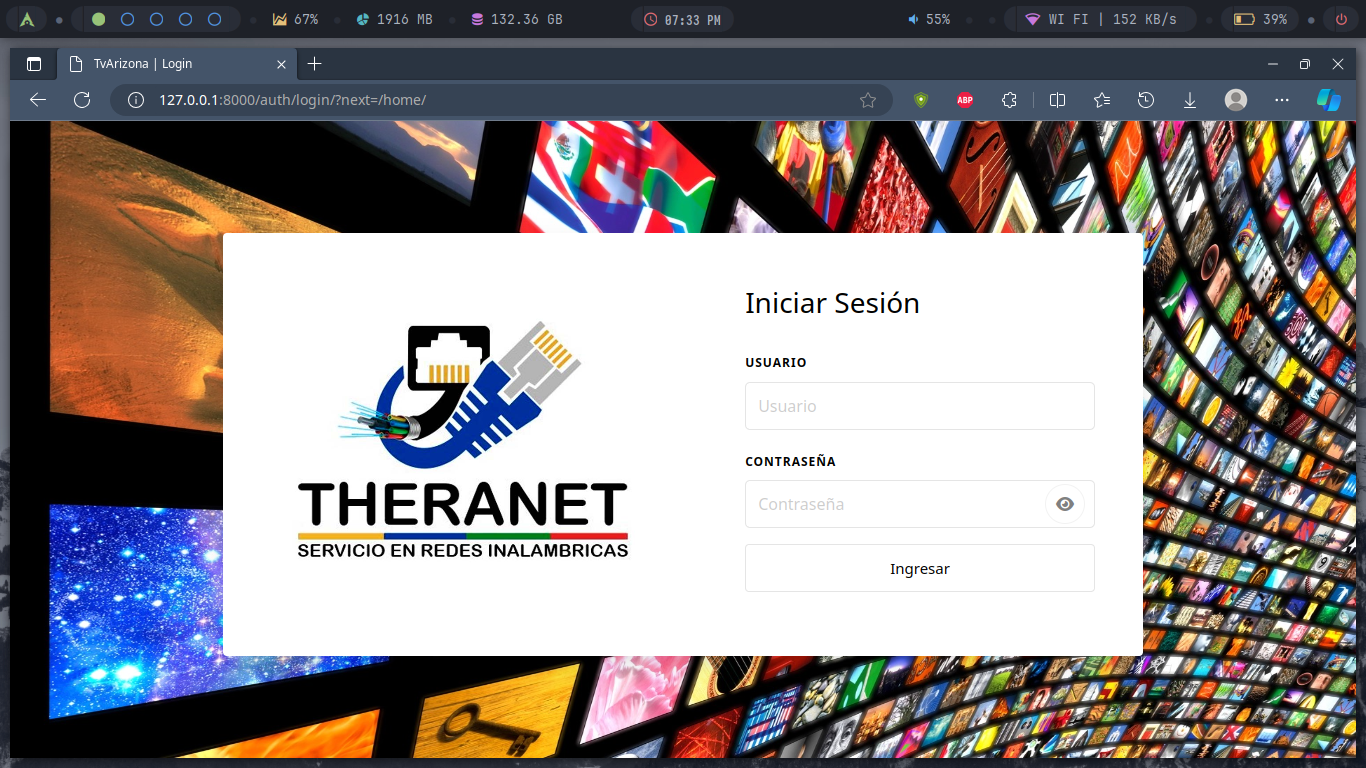 67%
1916 MB
132.36 GB
07:33 PM
55%
WI FI | 152 KB/s
39%
TvArizona | Login
127.0.0.1:8000/auth/login/?next=/home/
ABP
Iniciar Sesión
USUARIO
Usuario
CONTRASEÑA
Contraseña
Ingresar
THERANET
SERVICIO EN REDES INALAMBRICAS